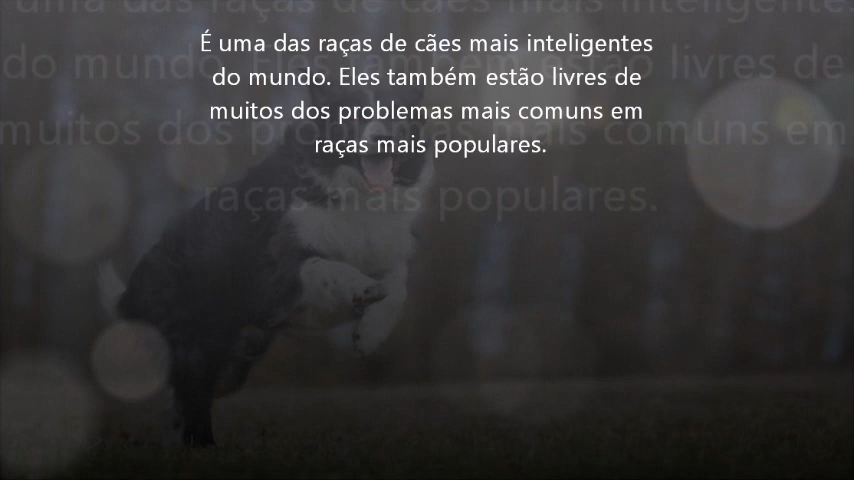 É uma das raças de cães mais inteligentes
do mundo. Eles também estão livres de
muitos dos problemas mais comuns em
raças mais populares.